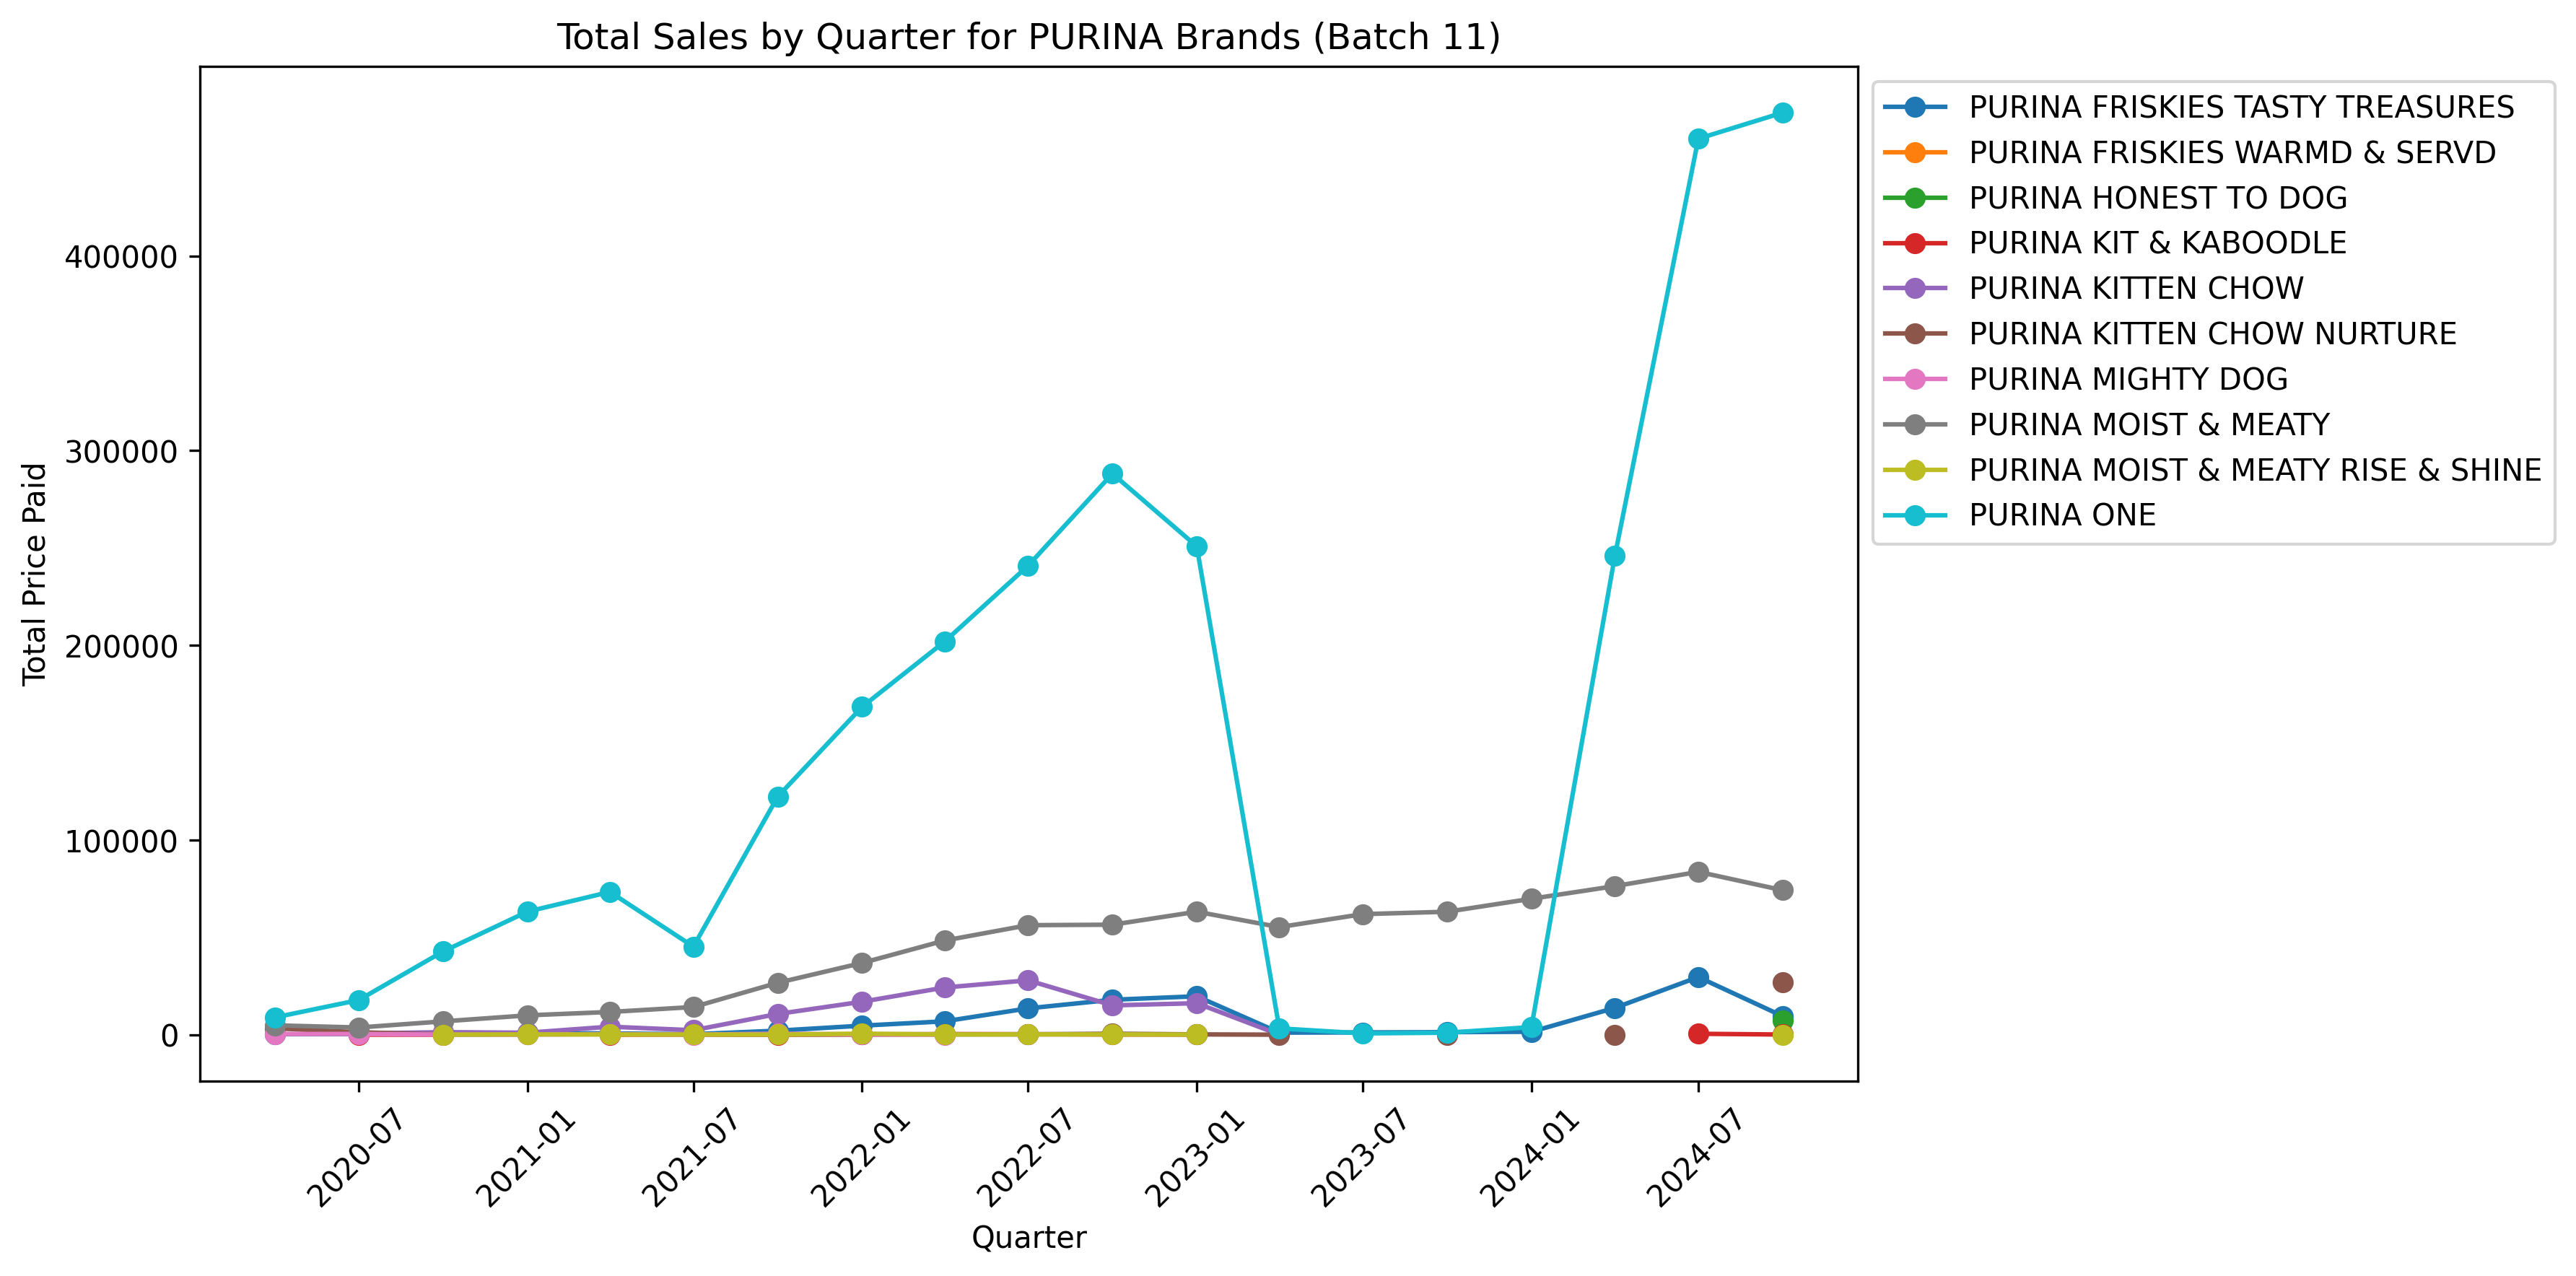 Total Sales by Quarter for PURINA Brands (Batch 11)
PURINA FRISKIES TASTY TREASURES
PURINA FRISKIES WARMD & SERVD
PURINA HONEST TO DOG
PURINA KIT & KABOODLE
PURINA KITTEN CHOW
PURINA KITTEN CHOW NURTURE
PURINA MIGHTY DOG
PURINA MOIST & MEATY
PURINA MOIST & MEATY RISE & SHINE
PURINA ONE
Total Price Paid
400000
300000
200000
100000
0
2020-07
2021-01
2021-07
2022-01
2022-07
2023-01
2023-07
2024-01
2024-07
Quarter